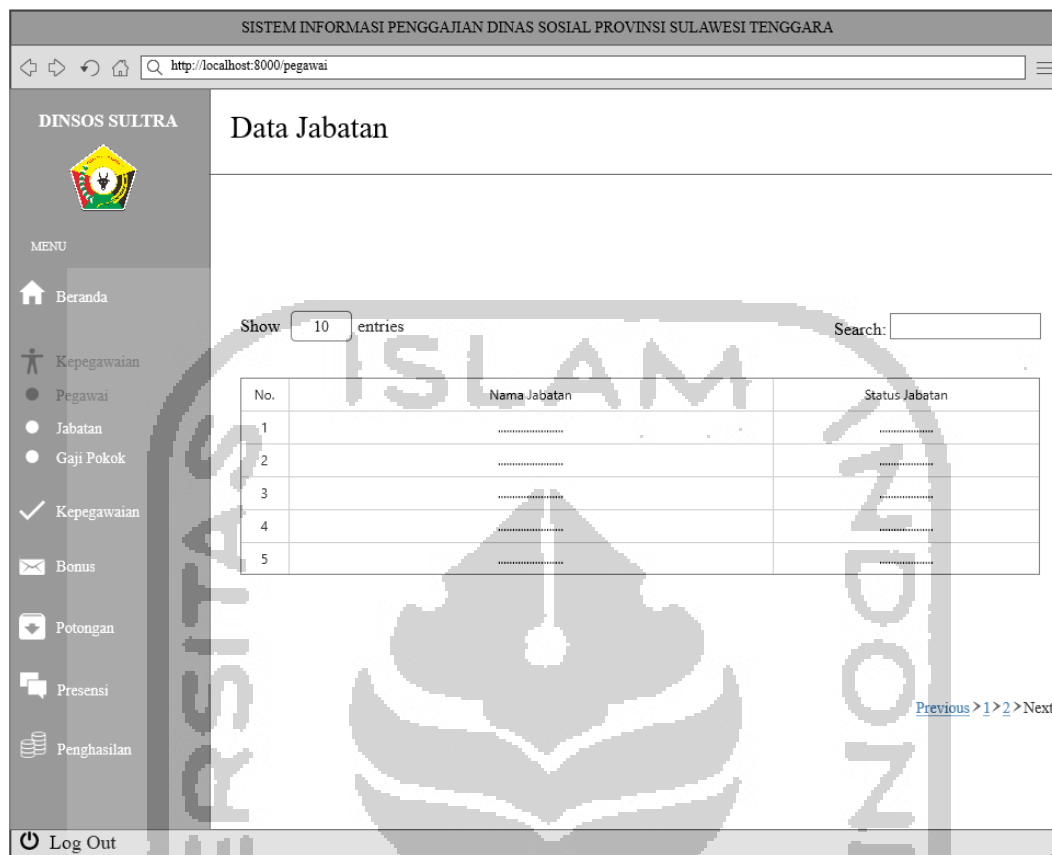 SISTEM INFORMASI PENGGAJIAN DINAS SOSIAL PROVINSI SULAWESI TENGGARA
http://localhost:8000/pegawai
DINSOS SULTRA
MENU
Beranda
Kepegawaian
Pegawai
Jabatan
Gaji Pokok
Kepegawaian
Bonus
Potongan
Presensi
Penghasilan
Log Out
Data Jabatan
Show 10 entries Search:
No. Nama Jabatan Status Jabatan
1 ...................... ..................
2 ...................... ..................
3 ...................... ..................
4 ...................... ..................
5 ...................... ..................
Previous > 1 > 2 > Next
ISLAM